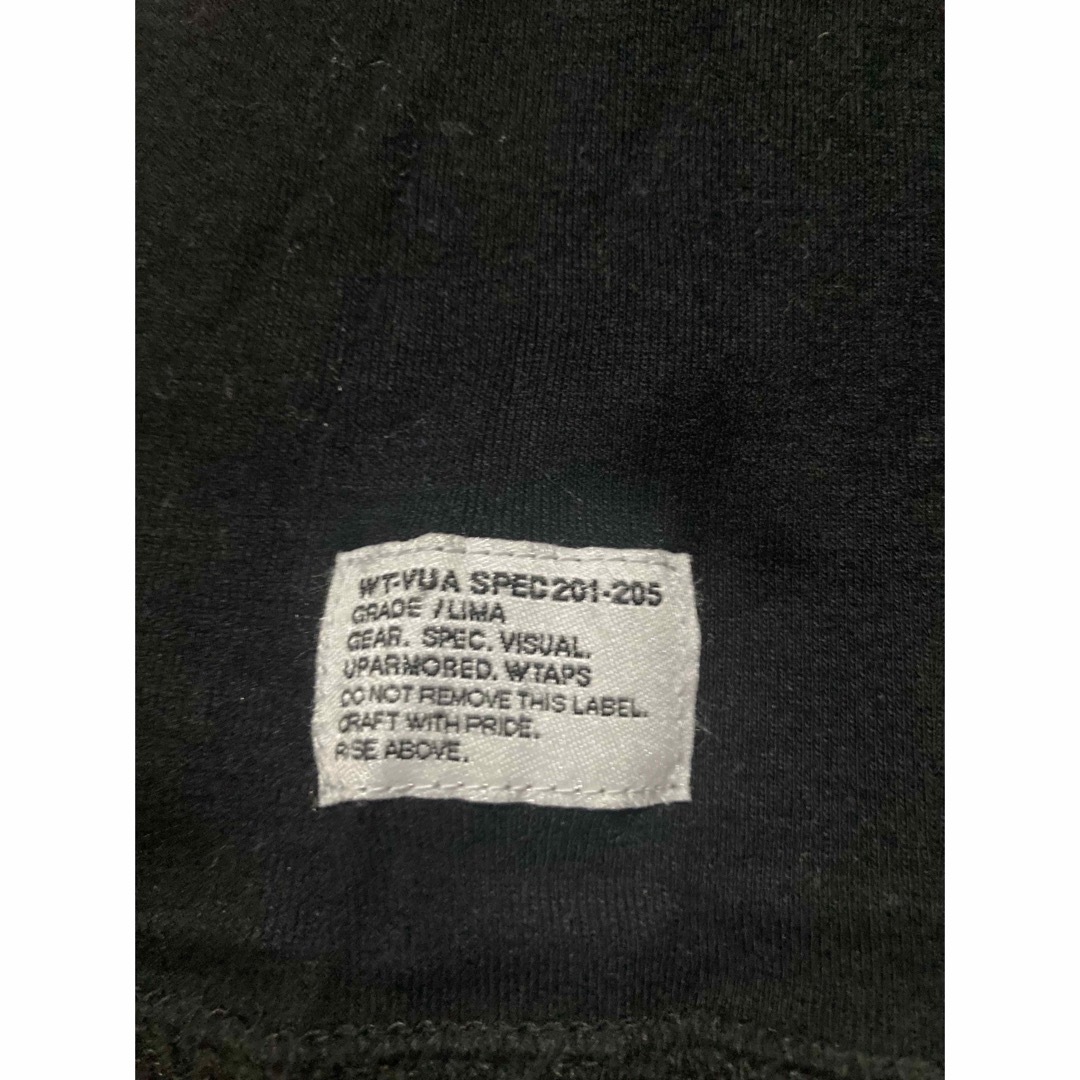 WT-VUA SPEC201-205
GRADE /LIMA
GEAR. SPEC. VISUAL.
UPARMORED. WTAPS
DO NOT REMOVE THIS LABEL.
CRAFT WITH PRIDE.
RISE ABOVE.